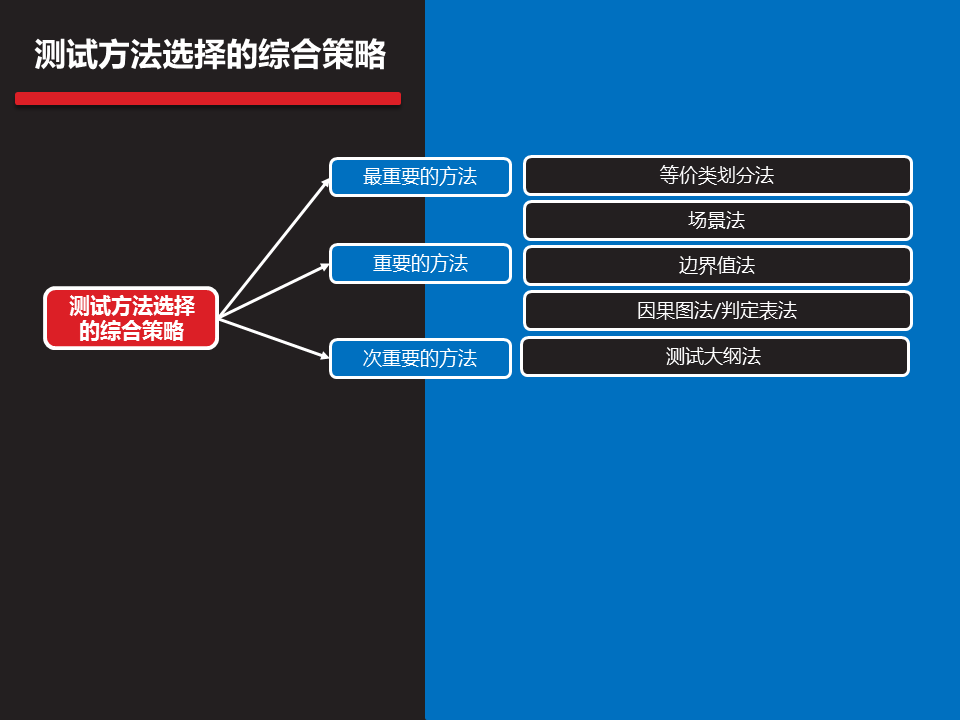 测试方法选择的综合策略
最重要的方法
等价类划分法
场景法
重要的方法
边界值法
测试方法选择
的综合策略
因果图法/判定表法
次重要的方法
测试大纲法